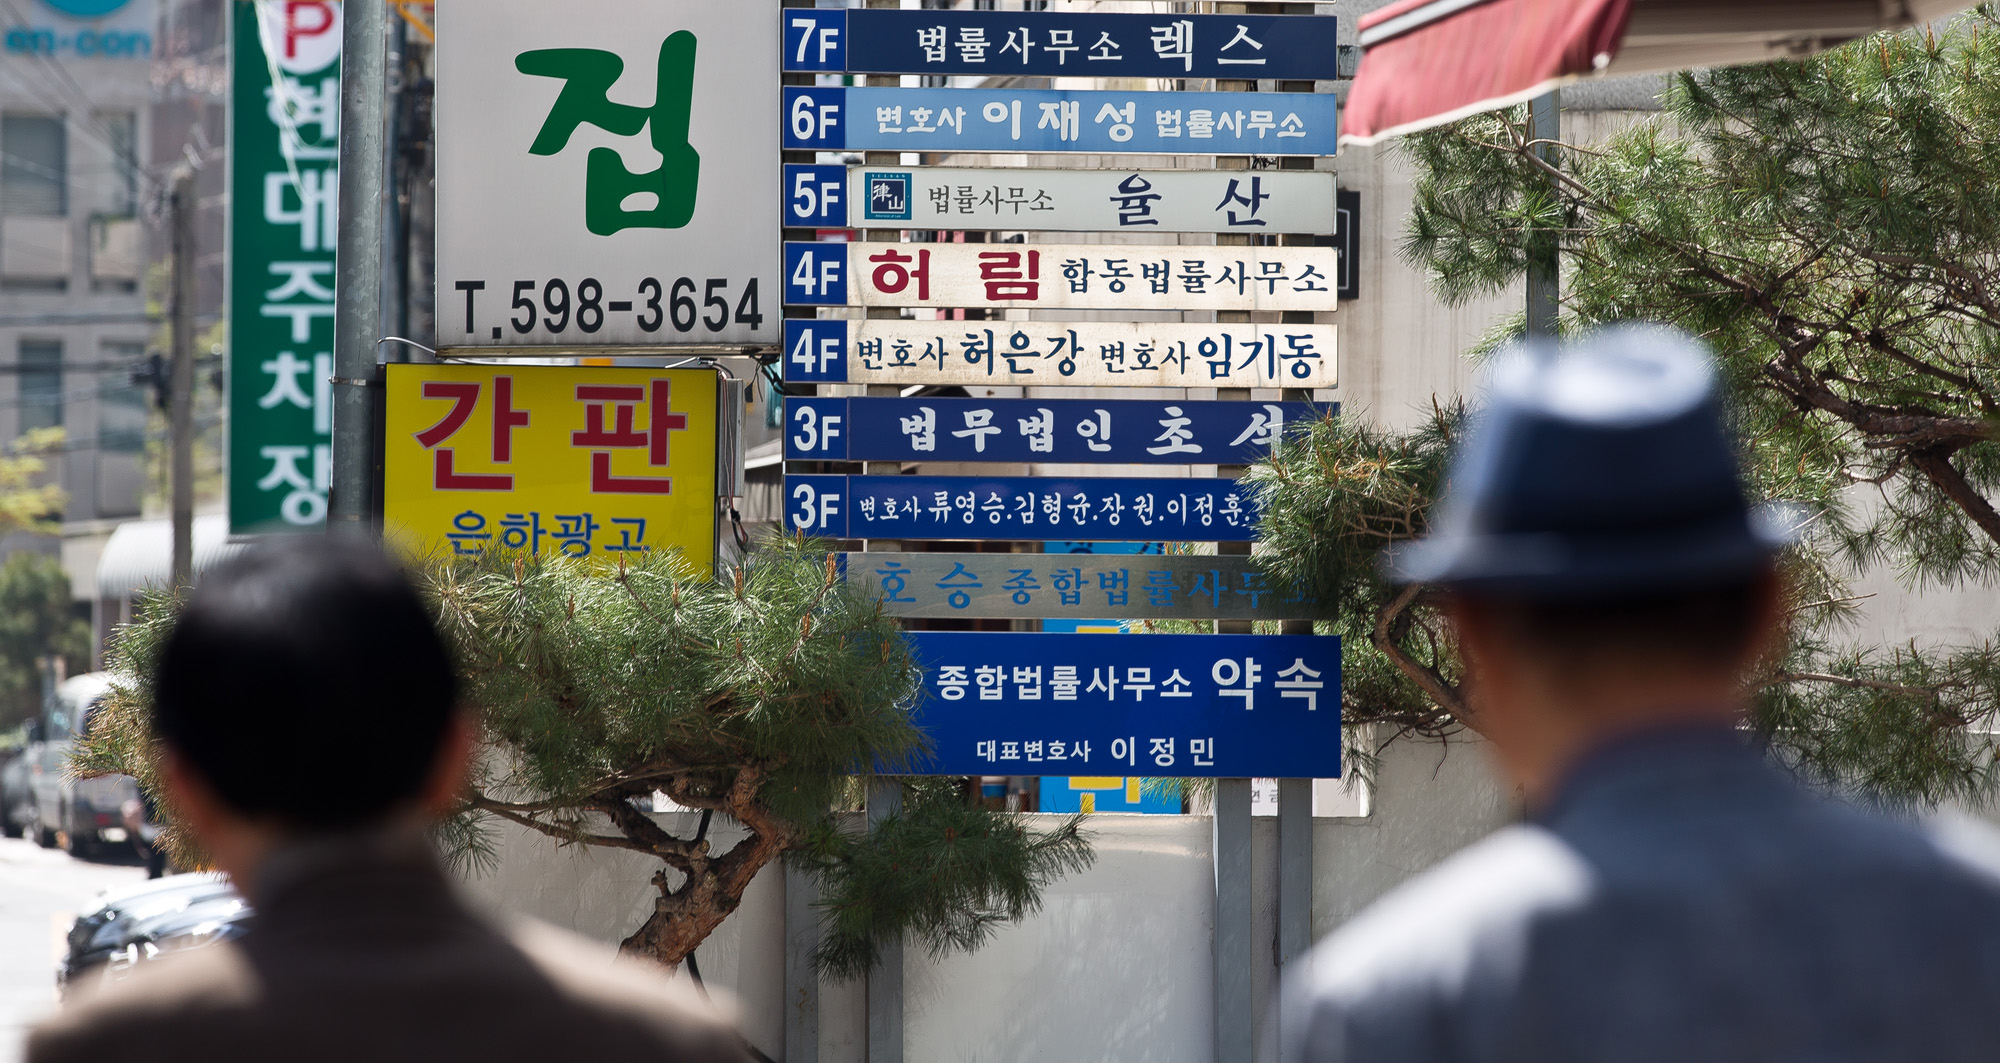 en·con
P
현대주차장
집
T.598-3654
간판
은하광고
7F 법률사무소 렉스
6F 변호사 이재성 법률사무소
5F 律山 법률사무소 율산
4F 허림 합동법률사무소
4F 변호사 허은강 변호사 임기동
3F 법무법인 초석
3F 변호사 류영승.김형균.장권.이정훈.
호승종합법률사무소
종합법률사무소 약속
대표변호사 이정민